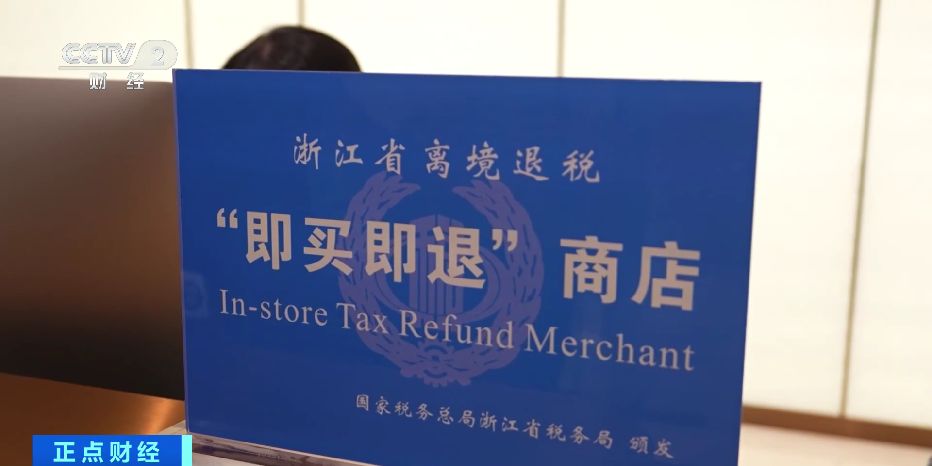 CCTV 2
财经
浙江省离境退税
“即买即退”商店
In-store Tax Refund Merchant
国家税务总局浙江省税务局 颁发
正点财经